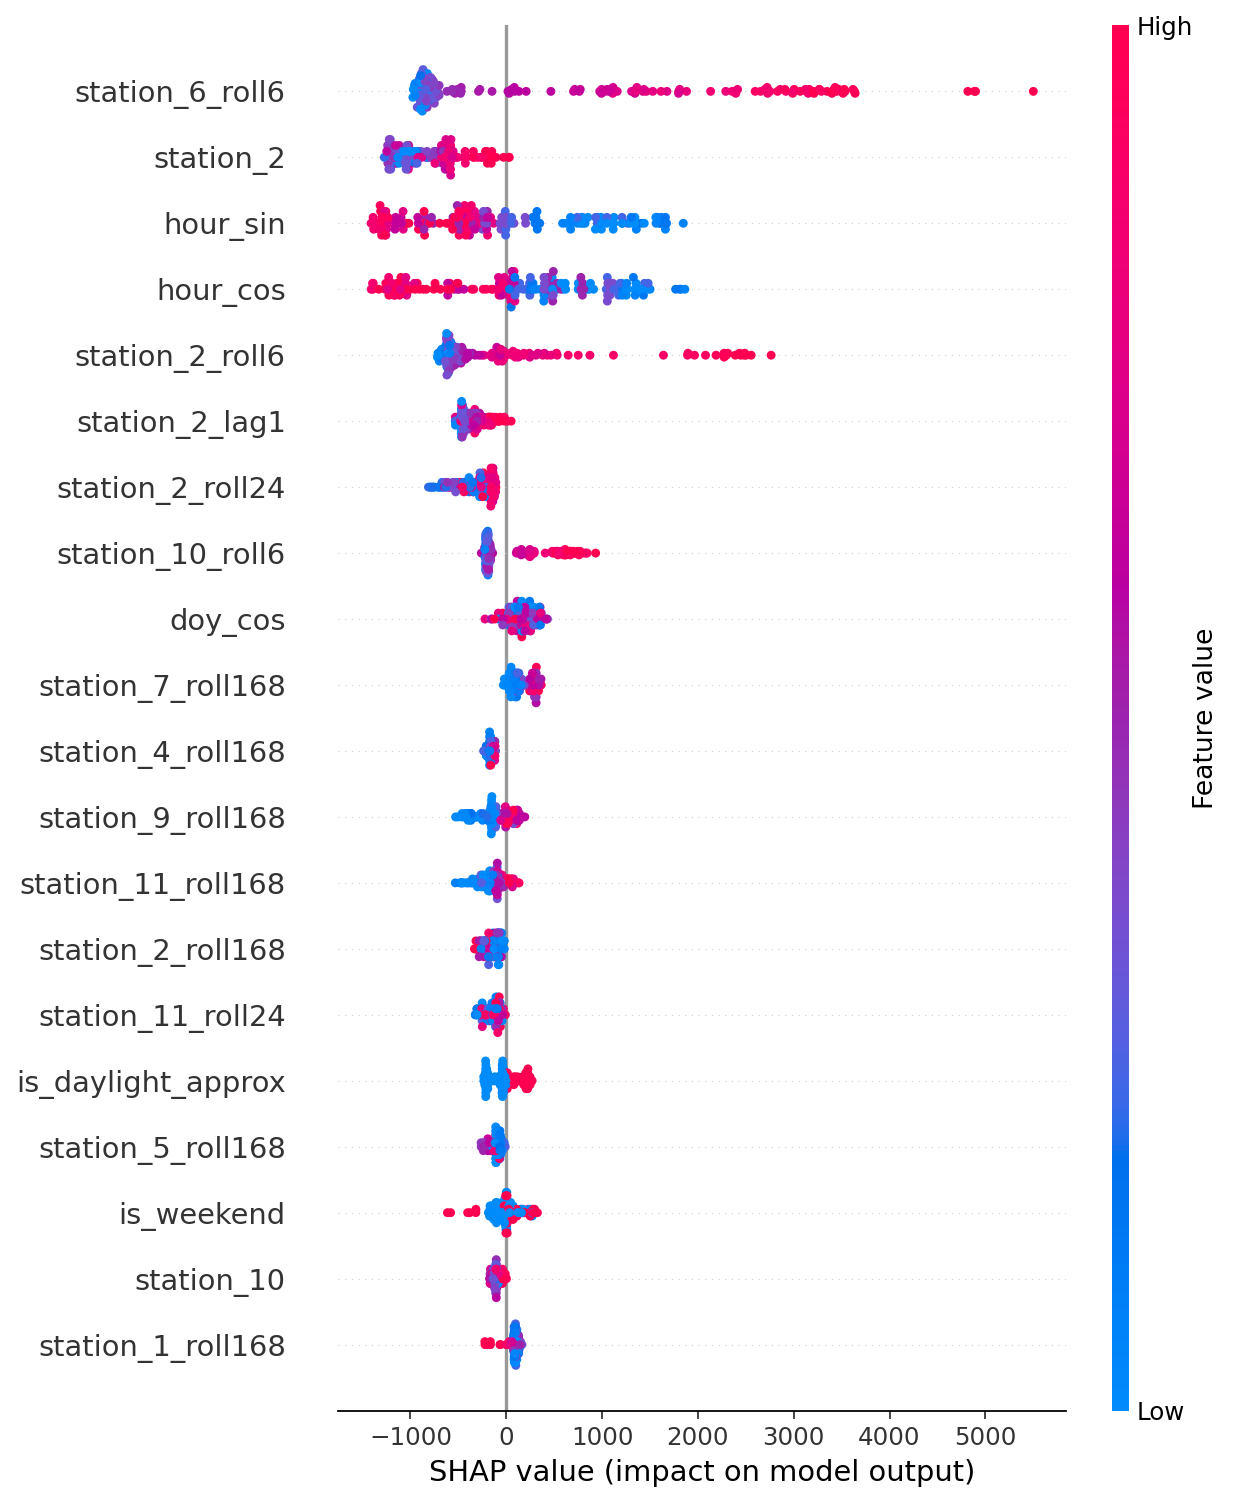 High
station_6_roll6
station_2
hour_sin
hour_cos
station_2_roll6
station_2_lag1
station_2_roll24
station_10_roll6
doy_cos
station_7_roll168
station_4_roll168
station_9_roll168
station_11_roll168
station_2_roll168
station_11_roll24
is_daylight_approx
station_5_roll168
is_weekend
station_10
station_1_roll168
Feature value
Low
−1000 0 1000 2000 3000 4000 5000
SHAP value (impact on model output)